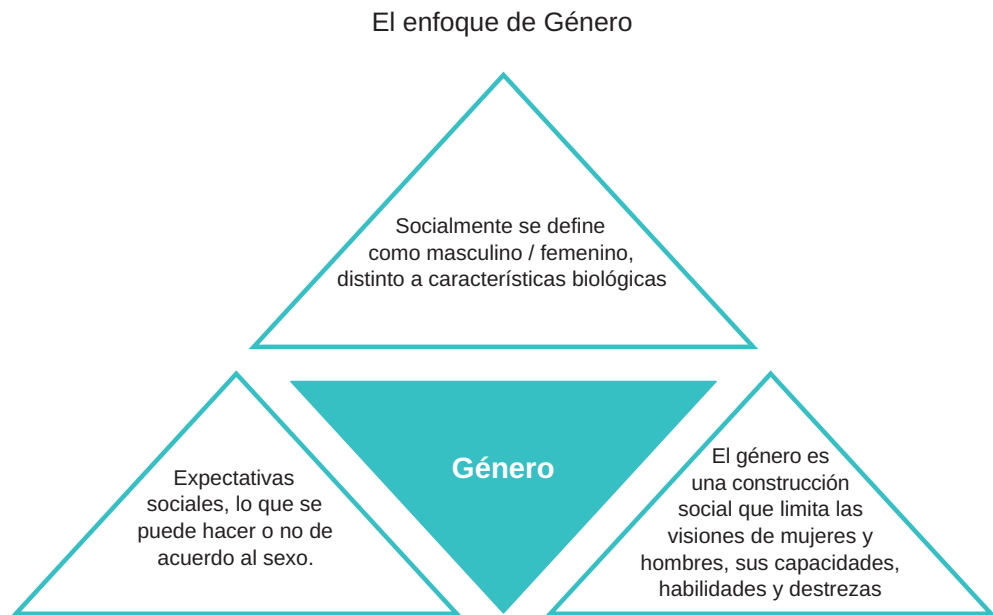 El enfoque de Género
Socialmente se define
como masculino / femenino,
distinto a características biológicas
Género
Expectativas
sociales, lo que se
puede hacer o no de
acuerdo al sexo.
El género es
una construcción
social que limita las
visiones de mujeres y
hombres, sus capacidades,
habilidades y destrezas